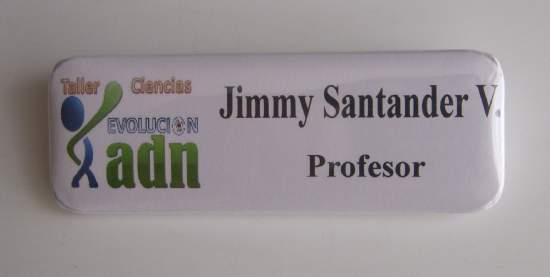 Taller Ciencias
EVOLUCION
adn
Jimmy Santander V.
Profesor